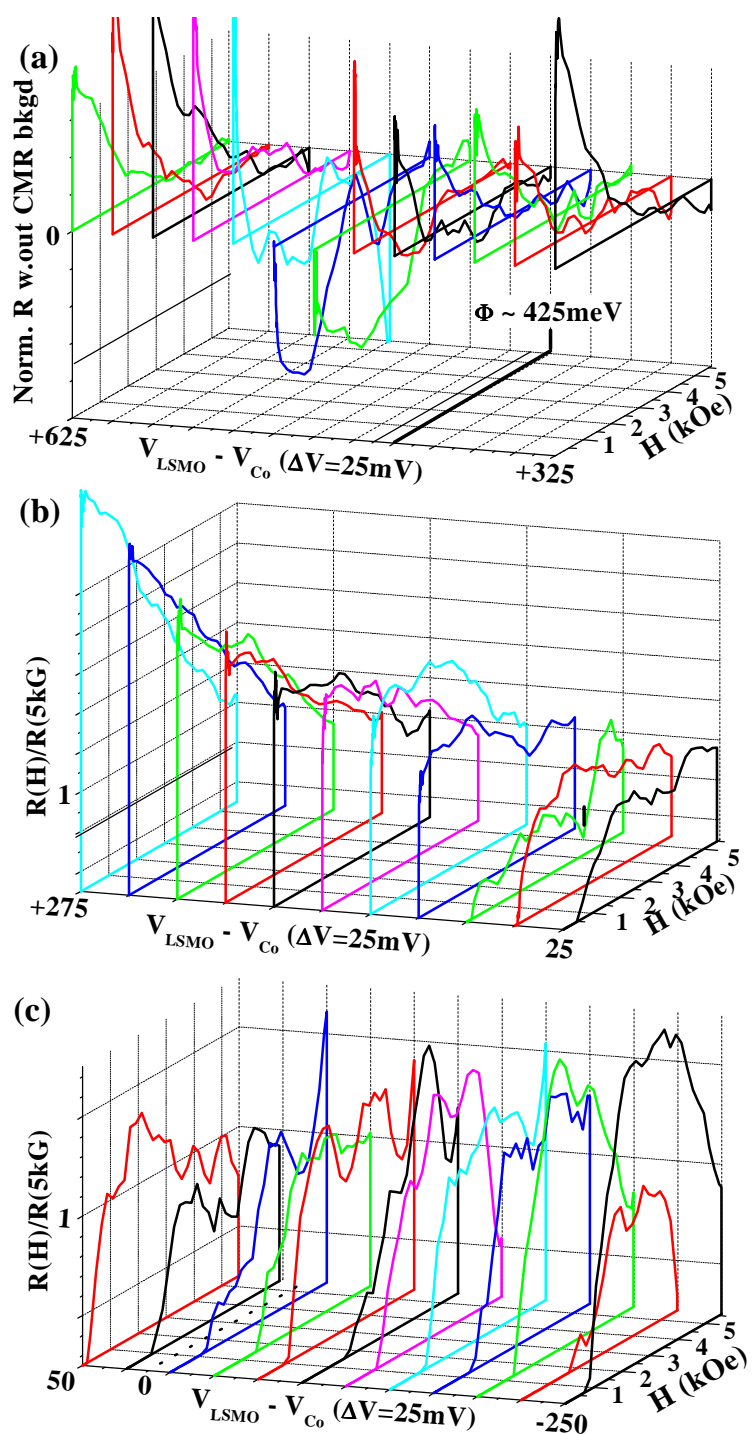 (a)
Norm. R w.out CMR bkgd
0
Φ ~ 425meV
+625
V_LSMO - V_Co (ΔV=25mV)
+325
1 2 3 4 5
H (kOe)
(b)
R(H)/R(5kG)
1
+275
V_LSMO - V_Co (ΔV=25mV)
25
1 2 3 4 5
H (kOe)
(c)
R(H)/R(5kG)
1
50
0
V_LSMO - V_Co (ΔV=25mV)
-250
1 2 3 4 5
H (kOe)